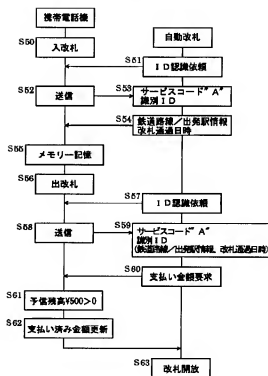 携帯電話機
自動改札
S50
入改札
S51
ID認識依頼
S52
送信
S53
サービスコード"A"
識別ID
S54
鉄道路線/出発駅情報
改札通過日時
S55
メモリー記憶
S56
出改札
S57
ID認識依頼
S58
送信
S59
サービスコード"A"
識別ID
(鉄道路線/出発駅情報、改札通過日時)
S60
支払い金額要求
S61
予信残高¥500>0
S62
支払い済み金額更新
S63
改札開放